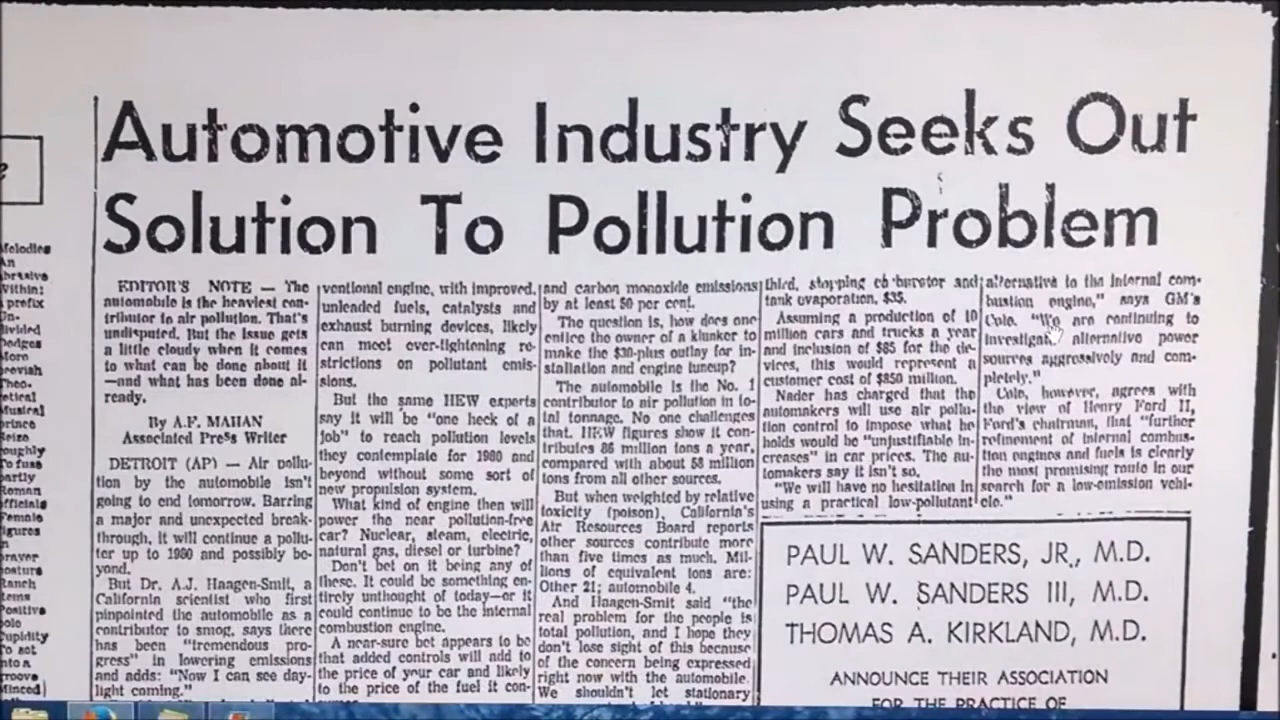 Automotive Industry Seeks Out
Solution To Pollution Problem
EDITOR'S NOTE — The
automobile is the heaviest con-
tributor to air pollution. That's
undisputed. But the issue gets
a little cloudy when it comes
to what can be done about it
—and what has been done al-
ready.
By A.F. MAHAN
Associated Press Writer
DETROIT (AP) — Air pollu-
tion by the automobile isn't
going to end tomorrow. Barring
a major and unexpected break-
through, it will continue a pollu-
ter up to 1980 and possibly be-
yond.
But Dr. A.J. Haagen-Smit, a
California scientist who first
pinpointed the automobile as a
contributor to smog, says there
has been "tremendous pro-
gress" in lowering emissions
and adds: "Now I can see day-
light coming."
ventional engine, with improved,
unleaded fuels, catalysts and
exhaust burning devices, likely
can meet ever-tightening re-
strictions on pollutant emis-
sions.
But the same HEW experts
say it will be "one heck of a
job" to reach pollution levels
they contemplate for 1980 and
beyond without some sort of
new propulsion system.
What kind of engine then will
power the near pollution-free
car? Nuclear, steam, electric,
natural gas, diesel or turbine?
Don't bet on it being any of
these. It could be something en-
tirely unthought of today—or it
could continue to be the internal
combustion engine.
A near-sure bet appears to be
that added controls will add to
the price of your car and likely
to the price of the fuel it con-
and carbon monoxide emissions
by at least 50 per cent.
The question is, how does one
entice the owner of a klunker to
make the $30-plus outlay for in-
stallation and engine tuneup?
The automobile is the No. 1
contributor to air pollution in to-
tal tonnage. No one challenges
that. HEW figures show it con-
tributes 86 million tons a year,
compared with about 58 million
tons from all other sources.
But when weighted by relative
toxicity (poison), California's
Air Resources Board reports
other sources contribute more
than five times as much. Mil-
lions of equivalent tons are:
Other 21; automobile 4.
And Haagen-Smit said "the
real problem for the people is
total pollution, and I hope they
don't lose sight of this because
of the concern being expressed
right now with the automobile.
We shouldn't let stationary
third, stopping carburetor and
tank evaporation, $35.
Assuming a production of 10
million cars and trucks a year
and inclusion of $85 for the de-
vices, this would represent a
customer cost of $850 million.
Nader has charged that the
automakers will use air pollu-
tion control to impose what he
holds would be "unjustifiable in-
creases" in car prices. The au-
tomakers say it isn't so.
"We will have no hesitation in
using a practical low-pollutant
alternative to the internal com-
bustion engine," says GM's
Cole. "We are continuing to
investigate alternative power
sources aggressively and com-
pletely."
Cole, however, agrees with
the view of Henry Ford II,
Ford's chairman, that "further
refinement of internal combus-
tion engines and fuels is clearly
the most promising route in our
search for a low-emission vehi-
cle."
PAUL W. SANDERS, JR., M.D.
PAUL W. SANDERS III, M.D.
THOMAS A. KIRKLAND, M.D.
ANNOUNCE THEIR ASSOCIATION
FOR THE PRACTICE OF